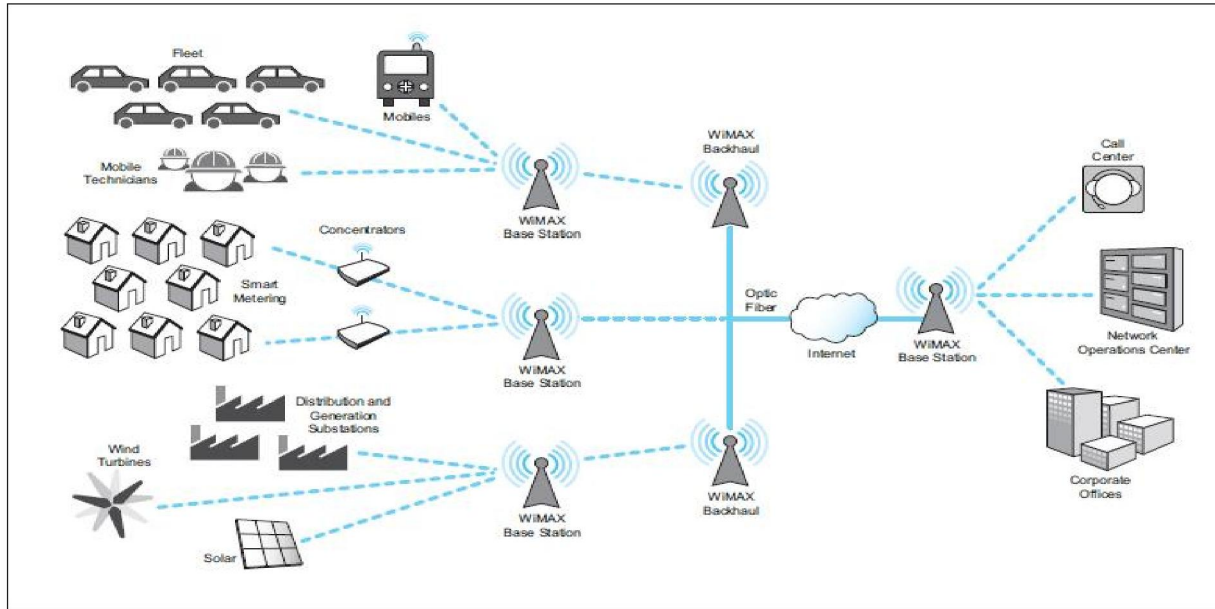 Fleet
Mobiles
Mobile
Technicians
WiMAX
Base Station
WiMAX
Backhaul
Call
Center
Concentrators
Smart
Metering
WiMAX
Base Station
Optic
Fiber
Internet
WiMAX
Base Station
Network
Operations Center
Distribution and
Generation
Substations
Wind
Turbines
Solar
WiMAX
Base Station
WiMAX
Backhaul
Corporate
Offices